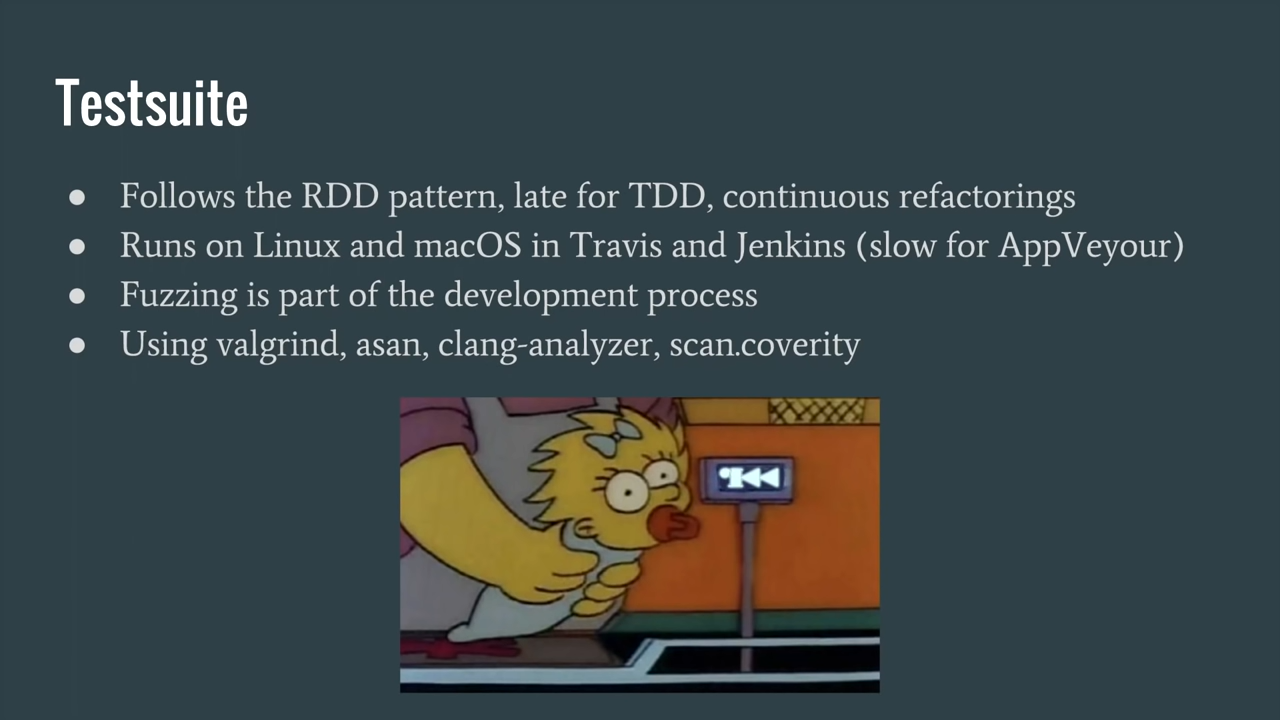 Testsuite
● Follows the RDD pattern, late for TDD, continuous refactorings
● Runs on Linux and macOS in Travis and Jenkins (slow for AppVeyour)
● Fuzzing is part of the development process
● Using valgrind, asan, clang-analyzer, scan.coverity